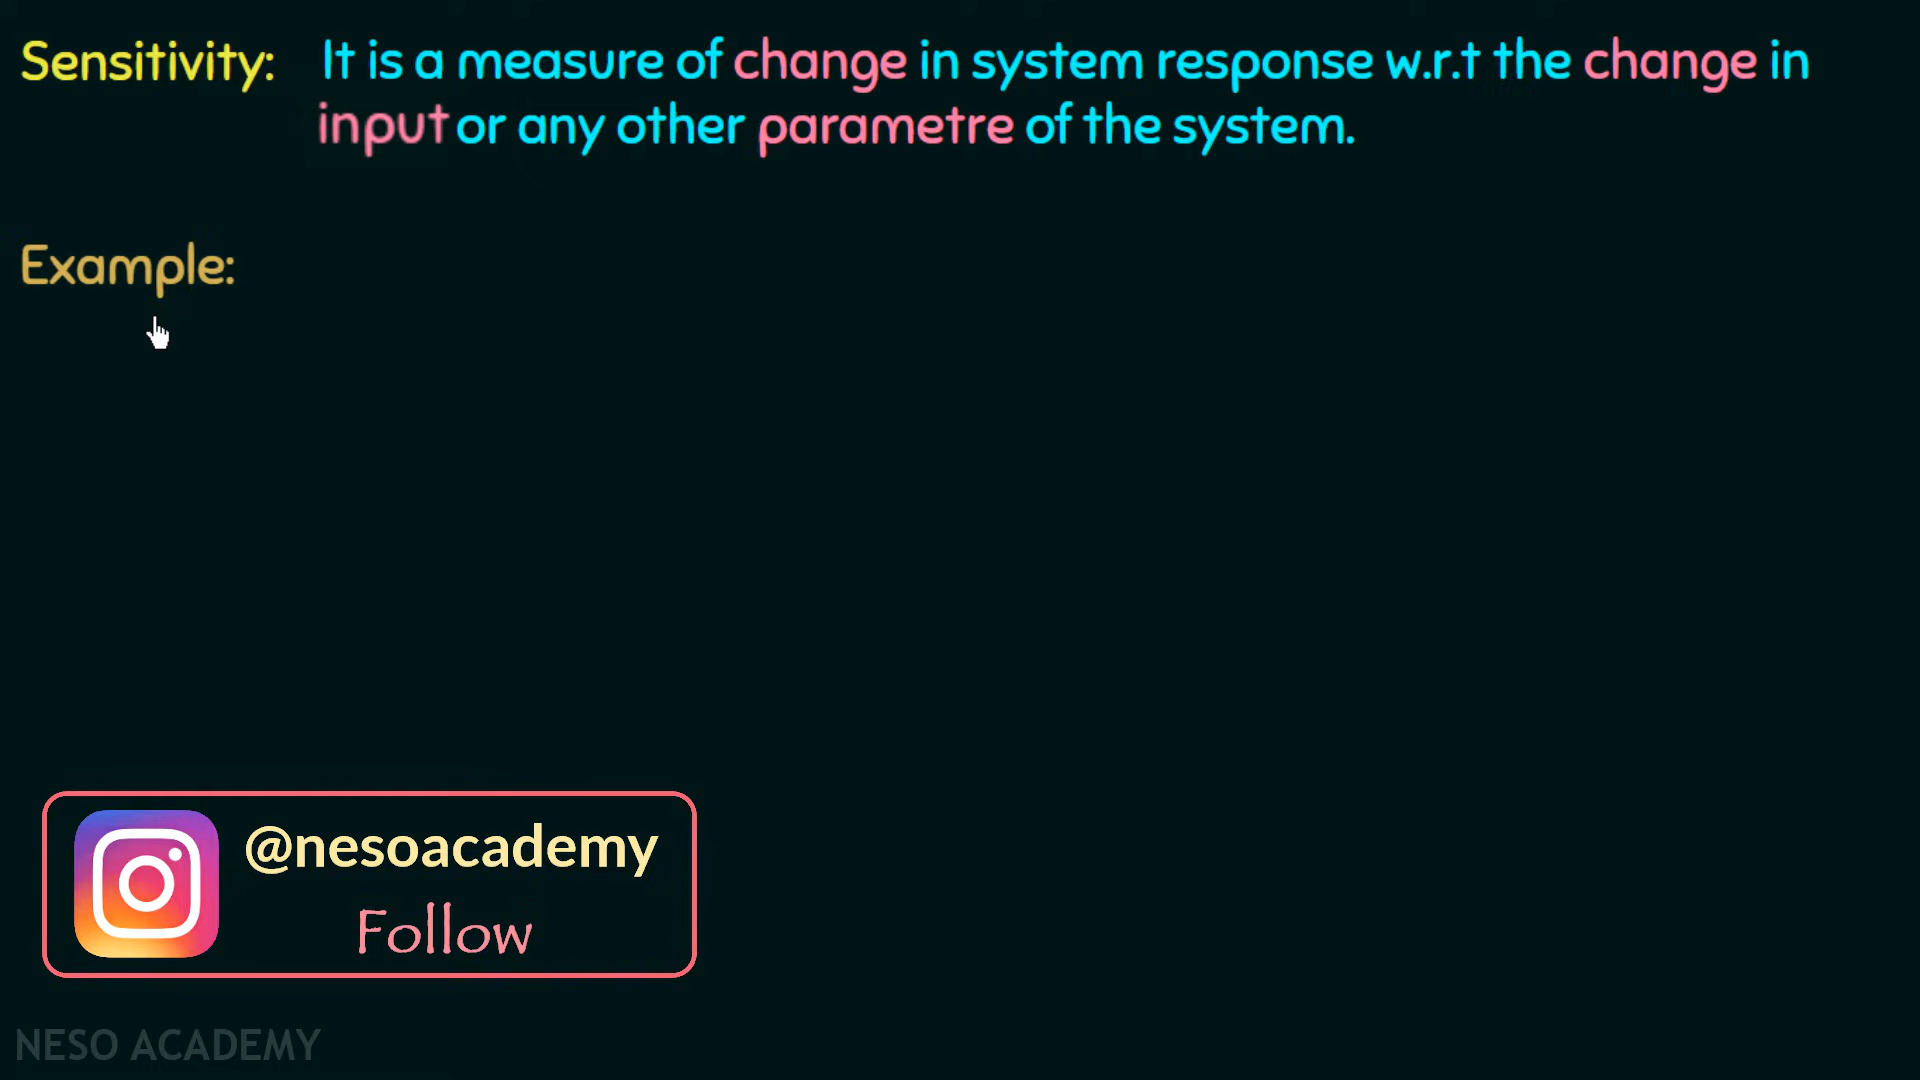 Sensitivity: It is a measure of change in system response w.r.t the change in
input or any other parametre of the system.
Example:
@nesoacademy
Follow
NESO ACADEMY